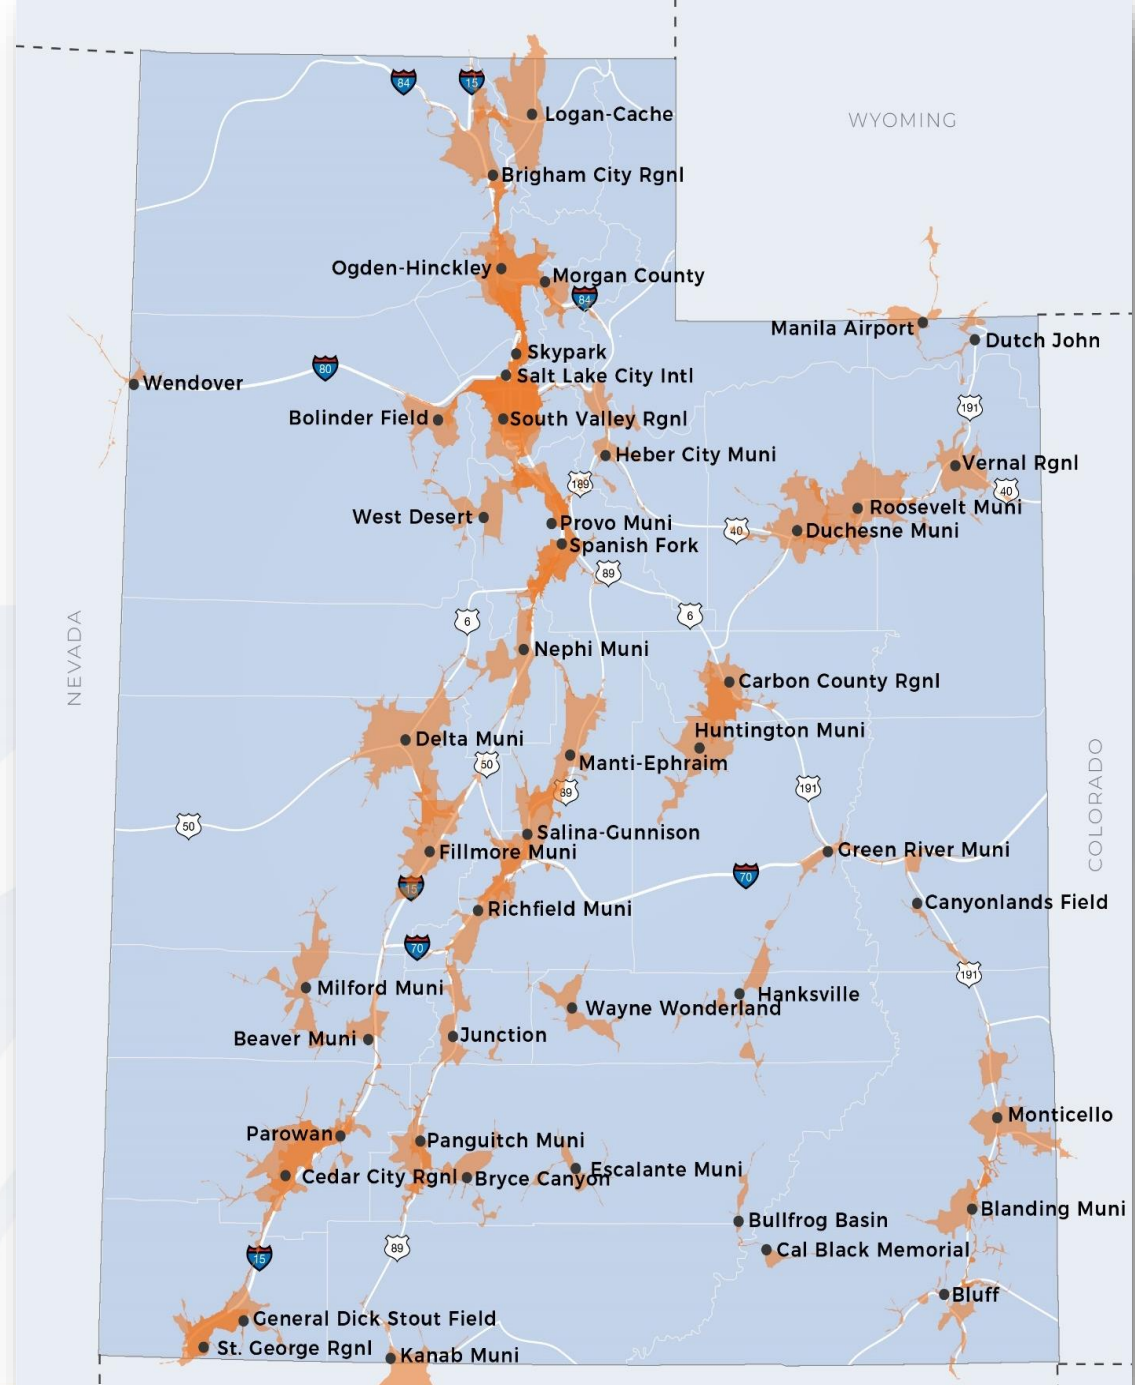 84
15
Logan-Cache
WYOMING
Brigham City Rgnl
Ogden-Hinckley
Morgan County
84
Manila Airport
Dutch John
Skypark
80
Salt Lake City Intl
Wendover
191
Bolinder Field
South Valley Rgnl
Heber City Muni
Vernal Rgnl
189
40
Roosevelt Muni
West Desert
Provo Muni
40
Duchesne Muni
Spanish Fork
89
6
6
NEVADA
Nephi Muni
Carbon County Rgnl
Huntington Muni
Delta Muni
50
Manti-Ephraim
COLORADO
191
89
50
Salina-Gunnison
Fillmore Muni
Green River Muni
70
15
Canyonlands Field
Richfield Muni
70
191
Milford Muni
Hanksville
Wayne Wonderland
Beaver Muni
Junction
Monticello
Parowan
Panguitch Muni
Escalante Muni
Cedar City Rgnl
Bryce Canyon
Blanding Muni
Bullfrog Basin
89
Cal Black Memorial
15
Bluff
General Dick Stout Field
St. George Rgnl
Kanab Muni